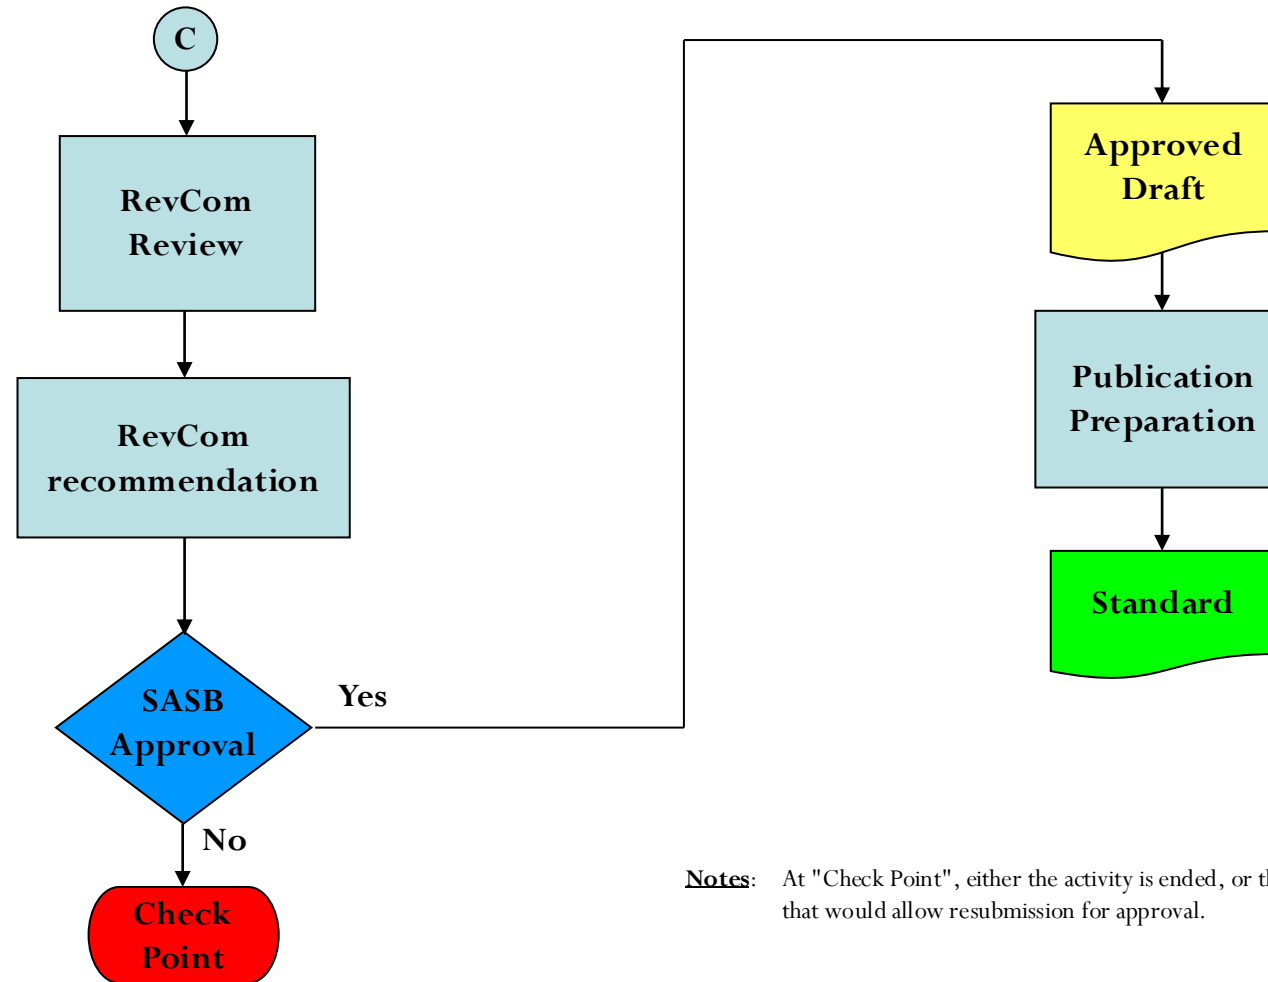 C
RevCom
Review
RevCom
recommendation
SASB
Approval
Yes
No
Check
Point
Approved
Draft
Publication
Preparation
Standard
Notes: At "Check Point", either the activity is ended, or
that would allow resubmission for approval.